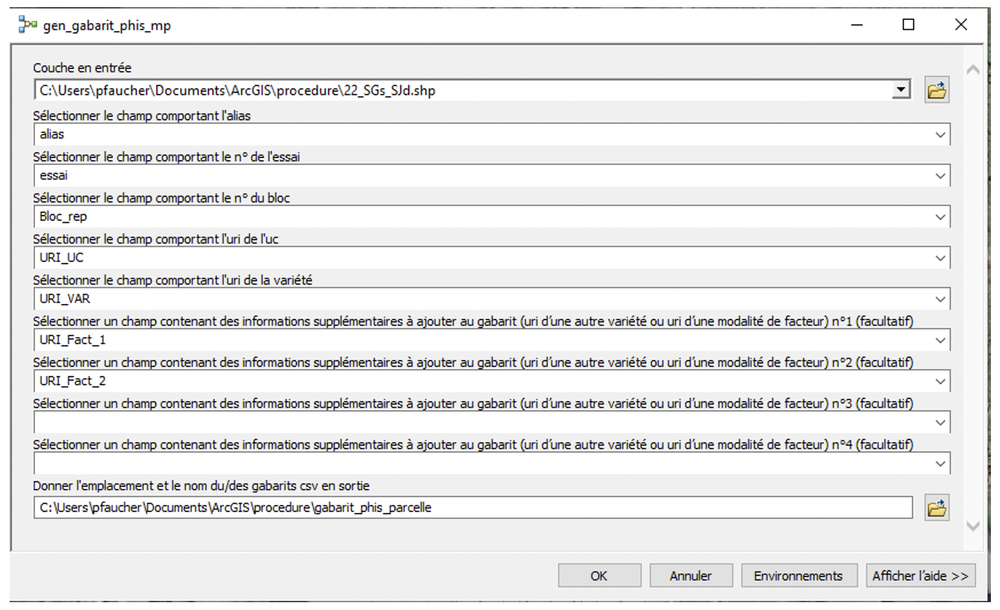 gen_gabarit_phis_mp
Couche en entrée
C:\Users\pfaucher\Documents\ArcGIS\procedure\22_SGs_SJd.shp
Sélectionner le champ comportant l'alias
alias
Sélectionner le champ comportant le n° de l'essai
essai
Sélectionner le champ comportant le n° du bloc
Bloc_rep
Sélectionner le champ comportant l'uri de l'uc
URI_UC
Sélectionner le champ comportant l'uri de la variété
URI_VAR
Sélectionner un champ contenant des informations supplémentaires à ajouter au gabarit (uri d’une autre variété ou uri d’une modalité de facteur) n°1 (facultatif)
URI_Fact_1
Sélectionner un champ contenant des informations supplémentaires à ajouter au gabarit (uri d’une autre variété ou uri d’une modalité de facteur) n°2 (facultatif)
URI_Fact_2
Sélectionner un champ contenant des informations supplémentaires à ajouter au gabarit (uri d’une autre variété ou uri d’une modalité de facteur) n°3 (facultatif)
Sélectionner un champ contenant des informations supplémentaires à ajouter au gabarit (uri d’une autre variété ou uri d’une modalité de facteur) n°4 (facultatif)
Donner l'emplacement et le nom du/des gabarits csv en sortie
C:\Users\pfaucher\Documents\ArcGIS\procedure\gabarit_phis_parcelle
OK Annuler Environnements Afficher l’aide >>